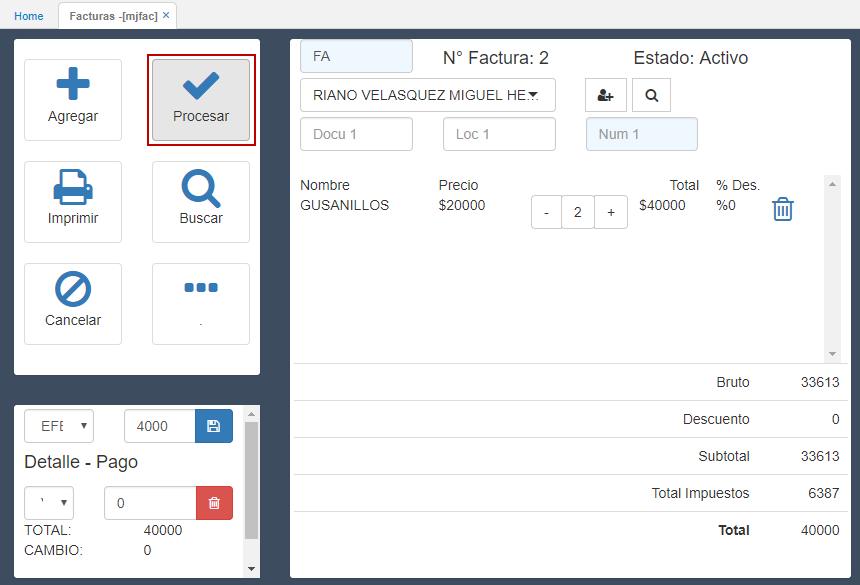 Home
Facturas -[mjfac] ×
Agregar
Procesar
Imprimir
Buscar
Cancelar
.
EFE
4000
Detalle - Pago
0
TOTAL: 40000
CAMBIO: 0
FA
N° Factura: 2
Estado: Activo
RIANO VELASQUEZ MIGUEL HE...
Docu 1
Loc 1
Num 1
Nombre Precio Total % Des.
GUSANILLOS $20000 - 2 + $40000 %0
Bruto 33613
Descuento 0
Subtotal 33613
Total Impuestos 6387
Total 40000